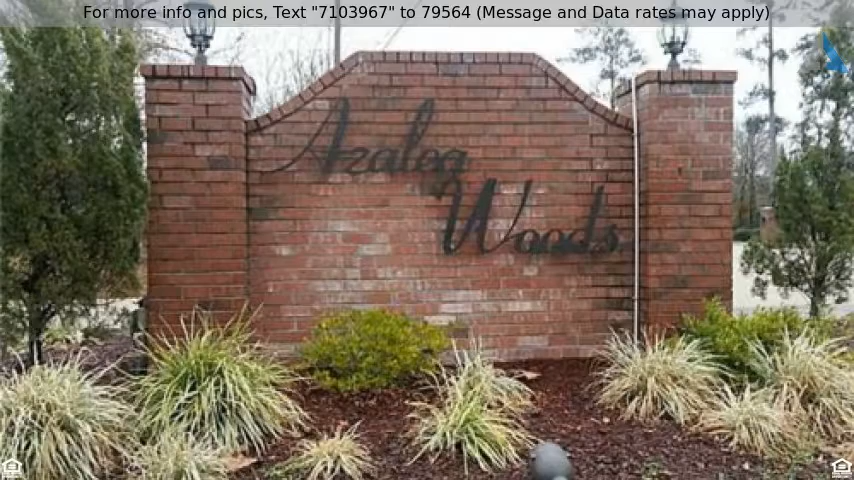 For more info and pics, Text "7103967" to 79564 (Message and Data rates may apply)
Azalea
Woods